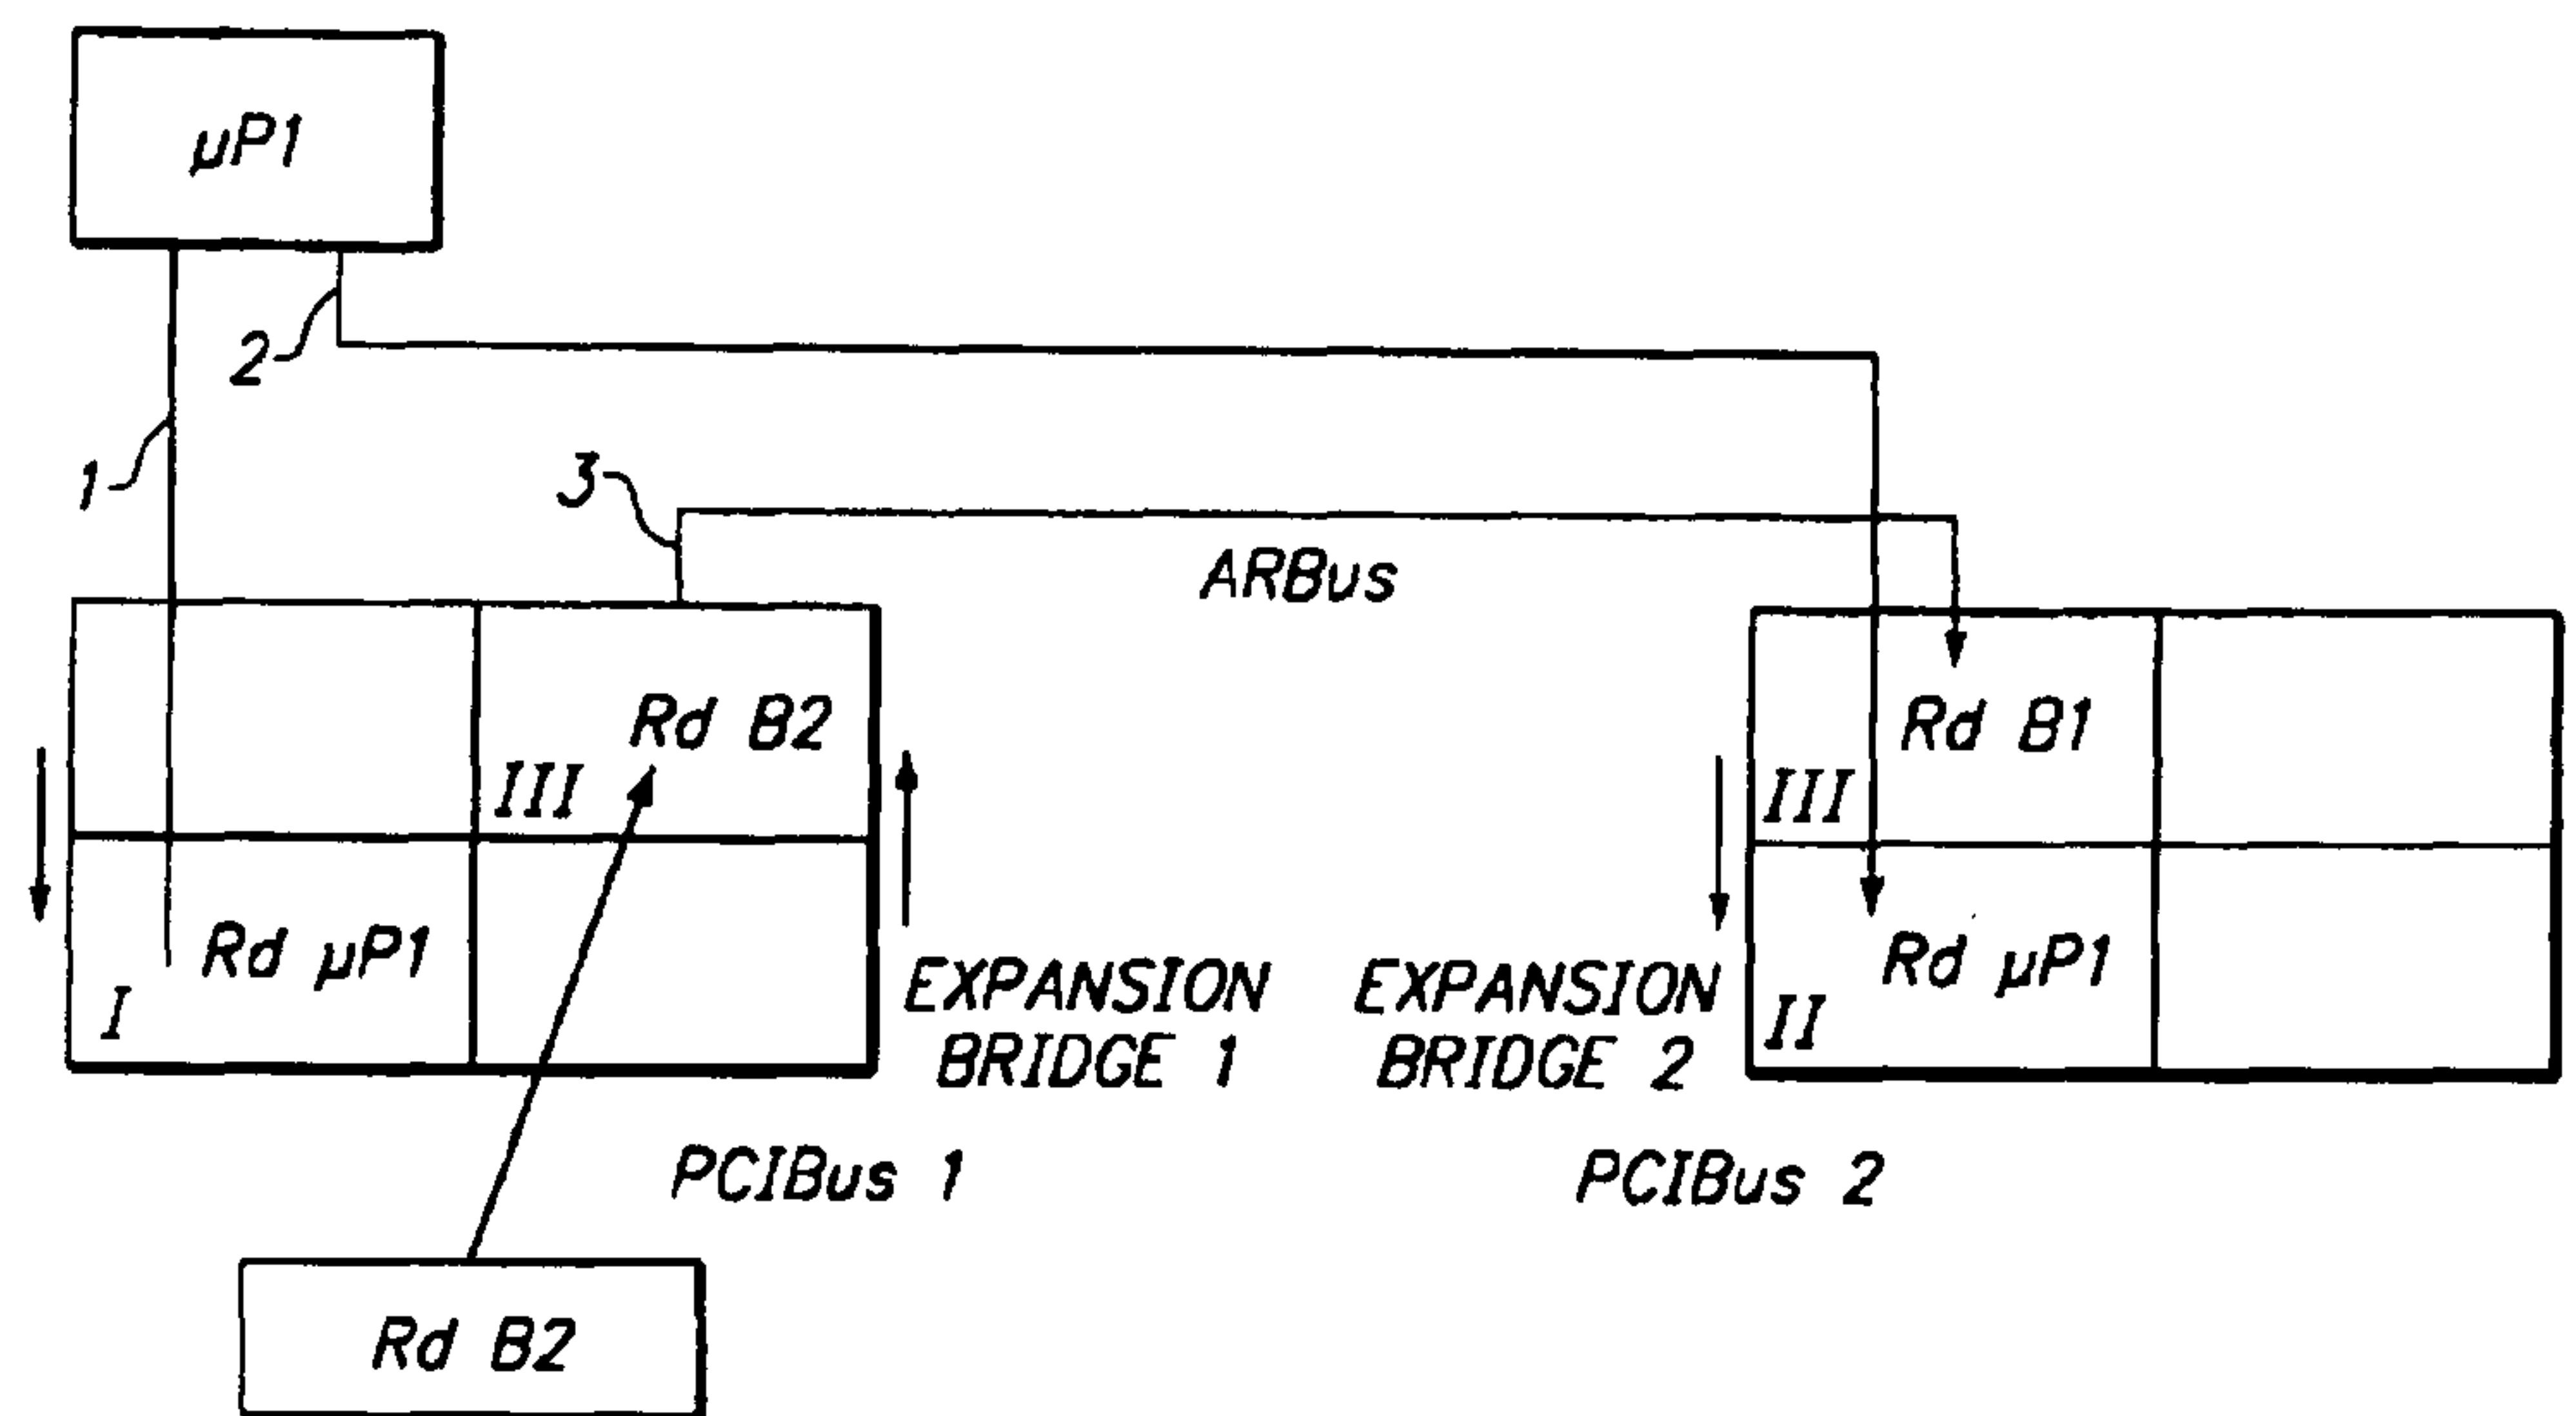 µP1
2
1
3
ARBus
Rd B2
III
Rd B1
III
Rd µP1
I
Rd µP1
II
EXPANSION
BRIDGE 1
EXPANSION
BRIDGE 2
PCIBus 1
PCIBus 2
Rd B2